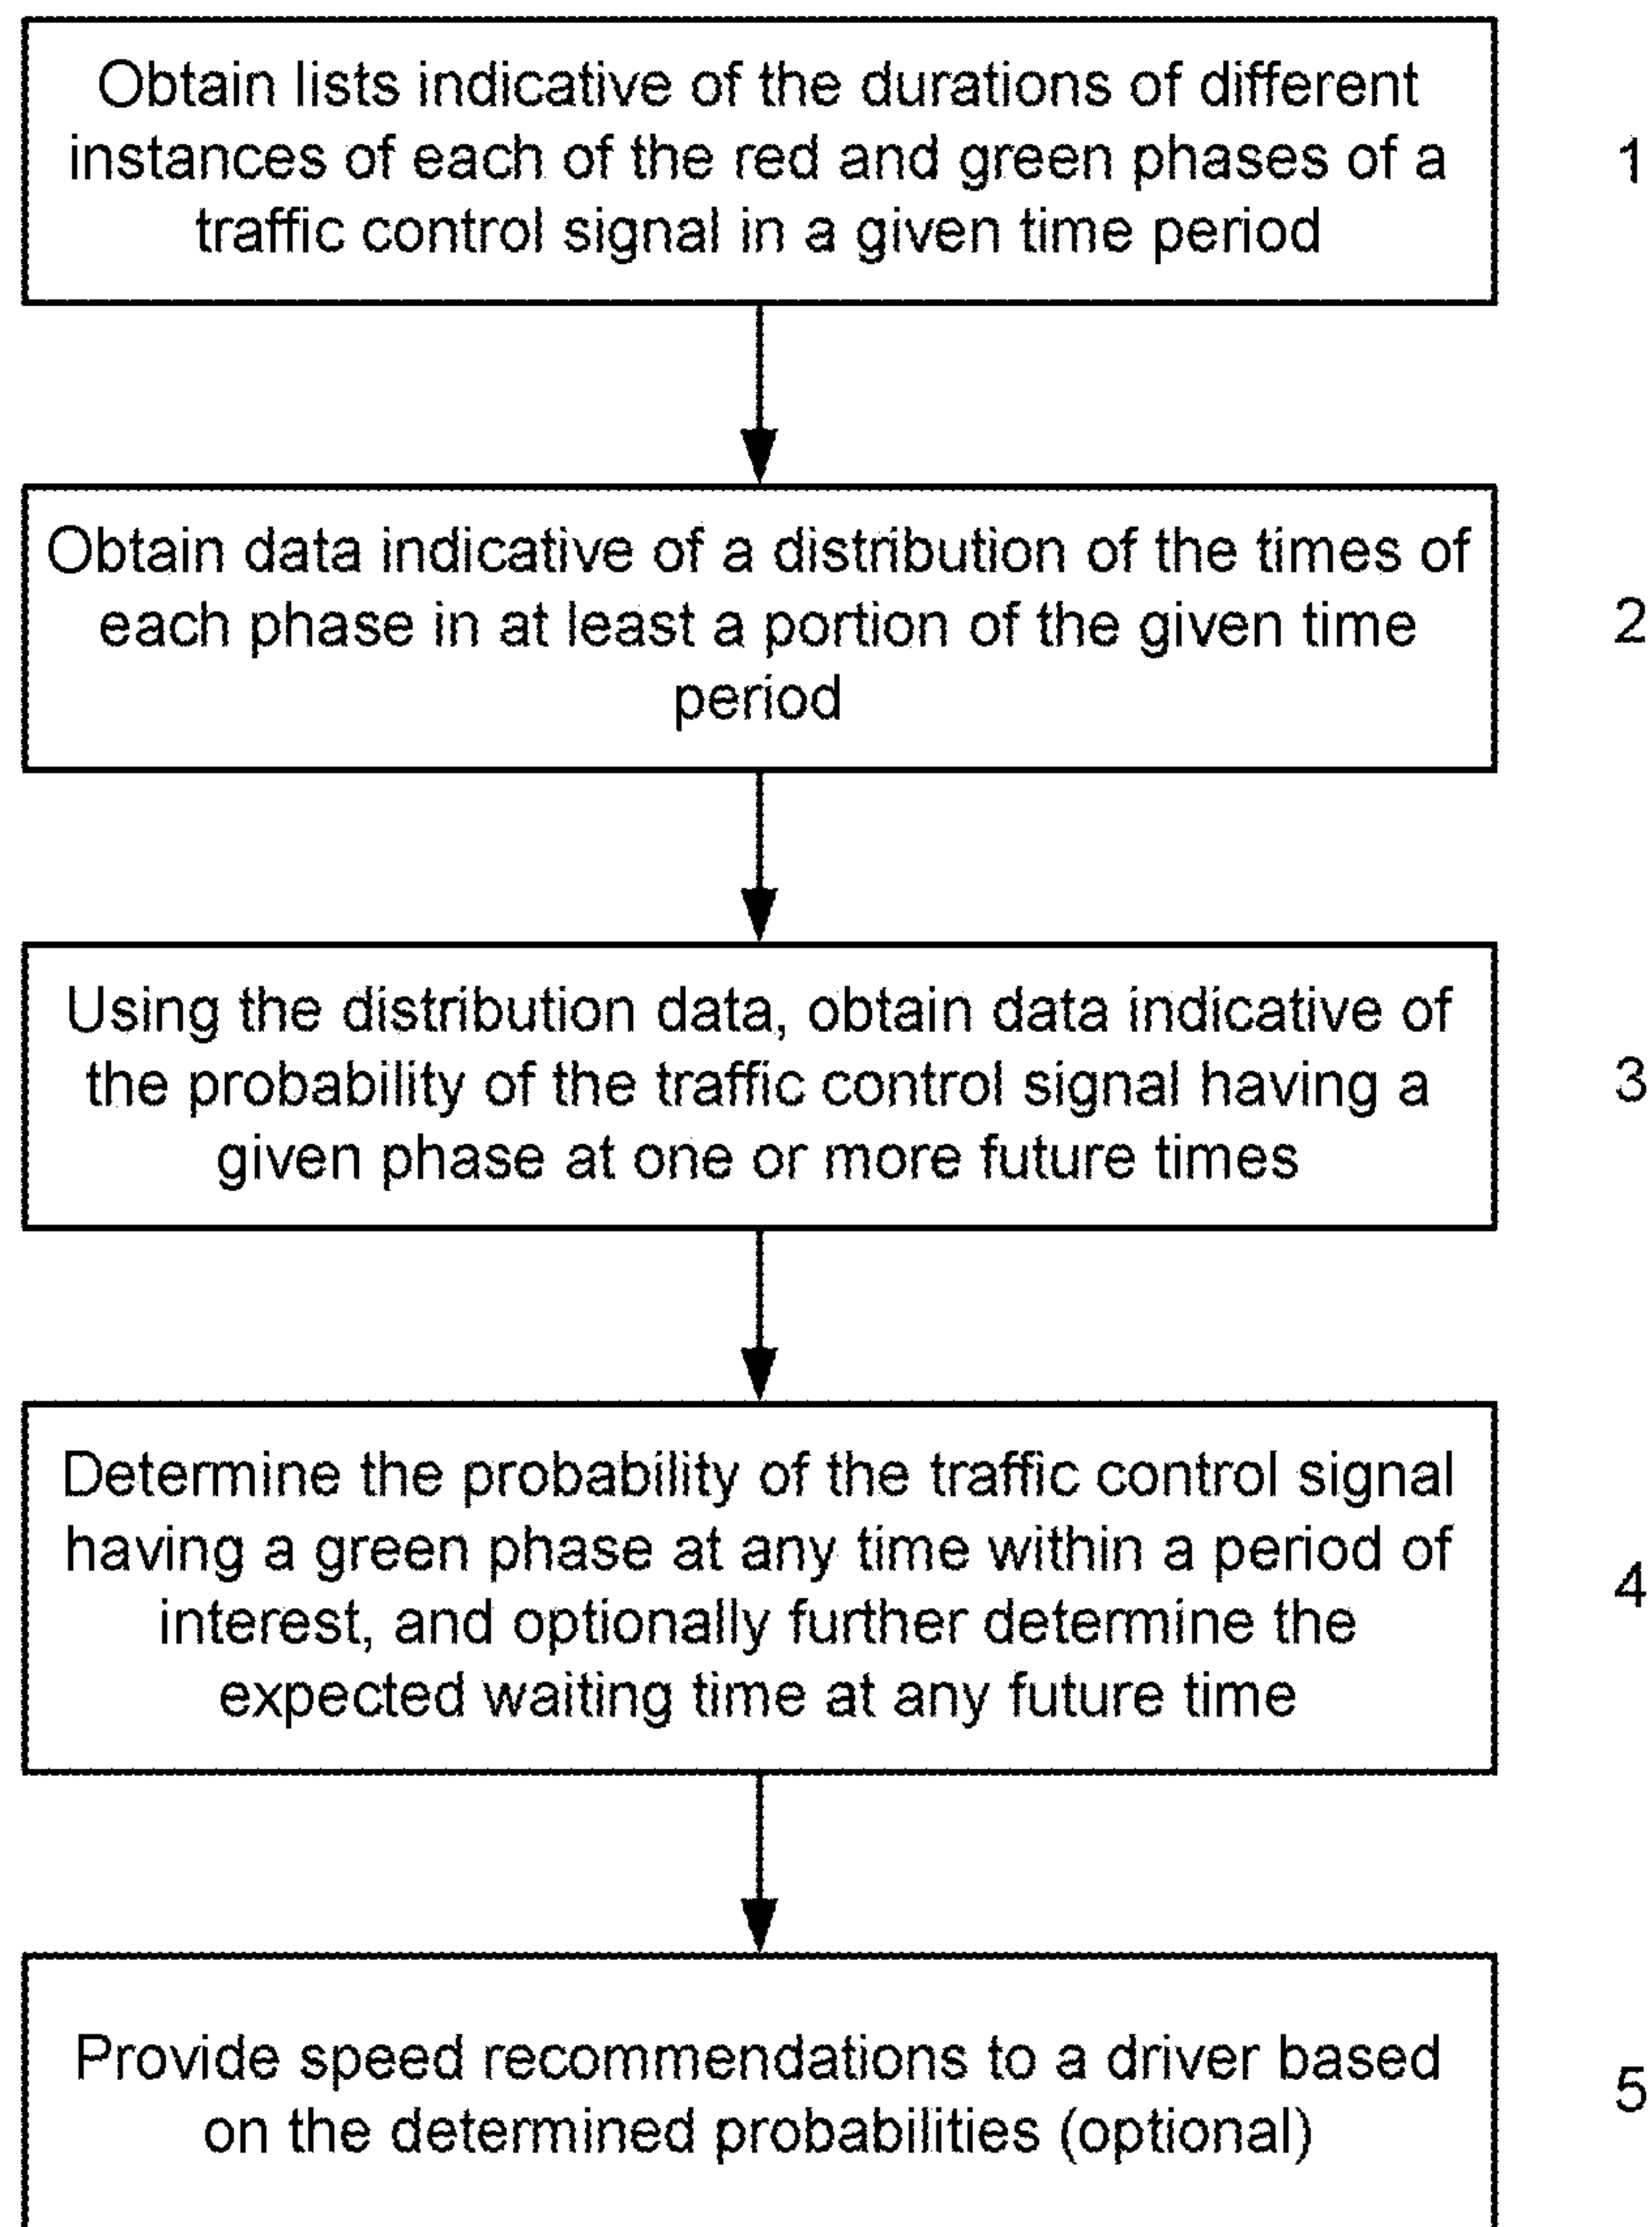 Obtain lists indicative of the durations of different
instances of each of the red and green phases of a
traffic control signal in a given time period
1
Obtain data indicative of a distribution of the times of
each phase in at least a portion of the given time
period
2
Using the distribution data, obtain data indicative of
the probability of the traffic control signal having a
given phase at one or more future times
3
Determine the probability of the traffic control signal
having a green phase at any time within a period of
interest, and optionally further determine the
expected waiting time at any future time
4
Provide speed recommendations to a driver based
on the determined probabilities (optional)
5